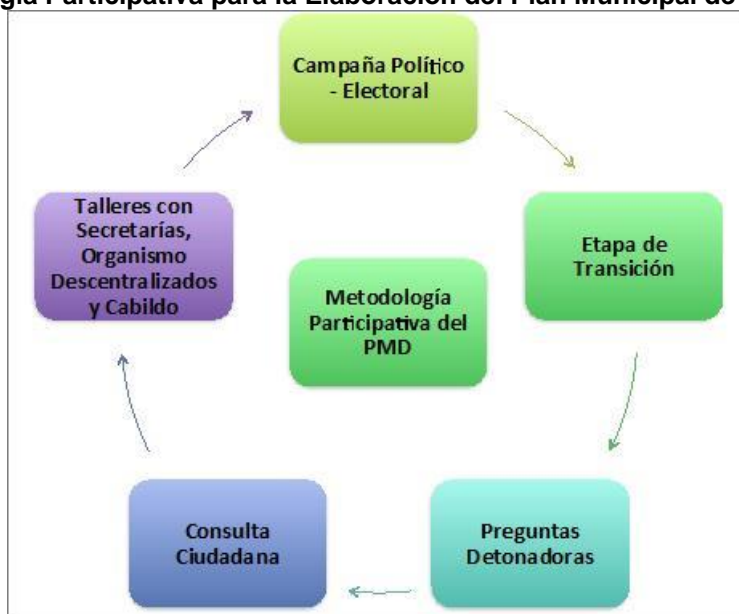 gía Participativa para la Elaboración del Plan Municipal de
Campaña Político
- Electoral
Etapa de
Transición
Preguntas
Detonadoras
Consulta
Ciudadana
Talleres con
Secretarías,
Organismo
Descentralizados
y Cabildo
Metodología
Participativa del
PMD